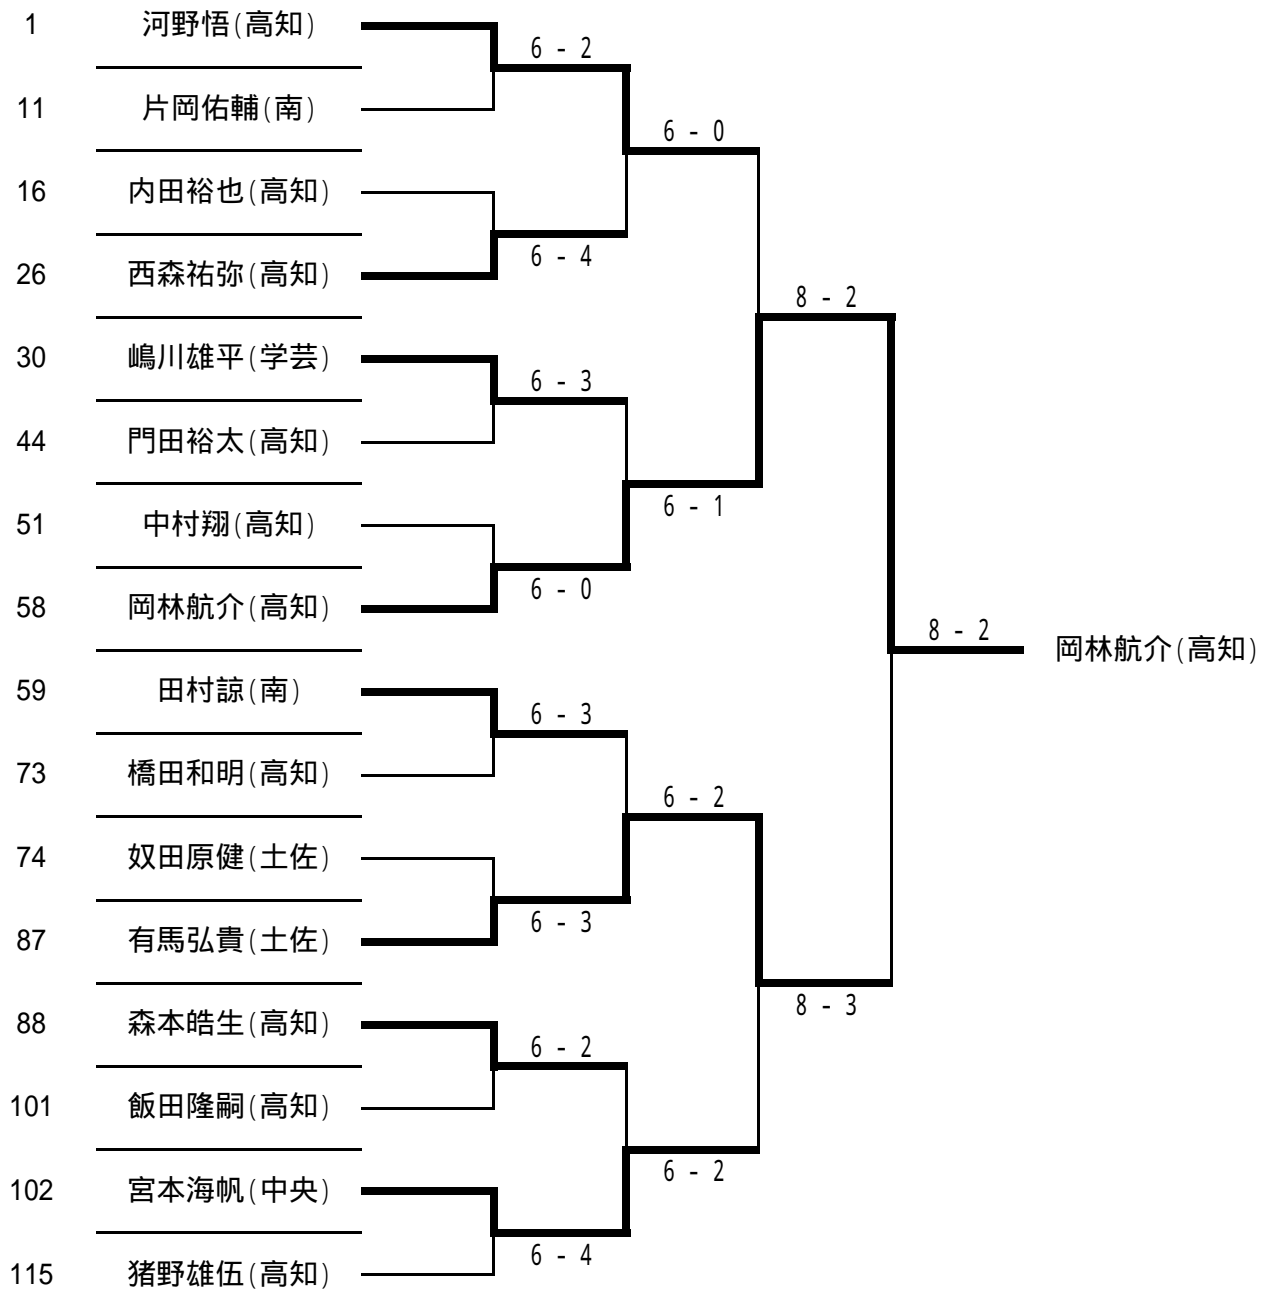 1 河野悟(高知)
6 - 2
11 片岡佑輔(南)
6 - 0
16 内田裕也(高知)
6 - 4
26 西森祐弥(高知)
8 - 2
30 嶋川雄平(学芸)
6 - 3
44 門田裕太(高知)
6 - 1
51 中村翔(高知)
6 - 0
58 岡林航介(高知)
8 - 2
岡林航介(高知)
59 田村諒(南)
6 - 3
73 橋田和明(高知)
6 - 2
74 奴田原健(土佐)
6 - 3
87 有馬弘貴(土佐)
8 - 3
88 森本皓生(高知)
6 - 2
101 飯田隆嗣(高知)
6 - 2
102 宮本海帆(中央)
6 - 4
115 猪野雄伍(高知)